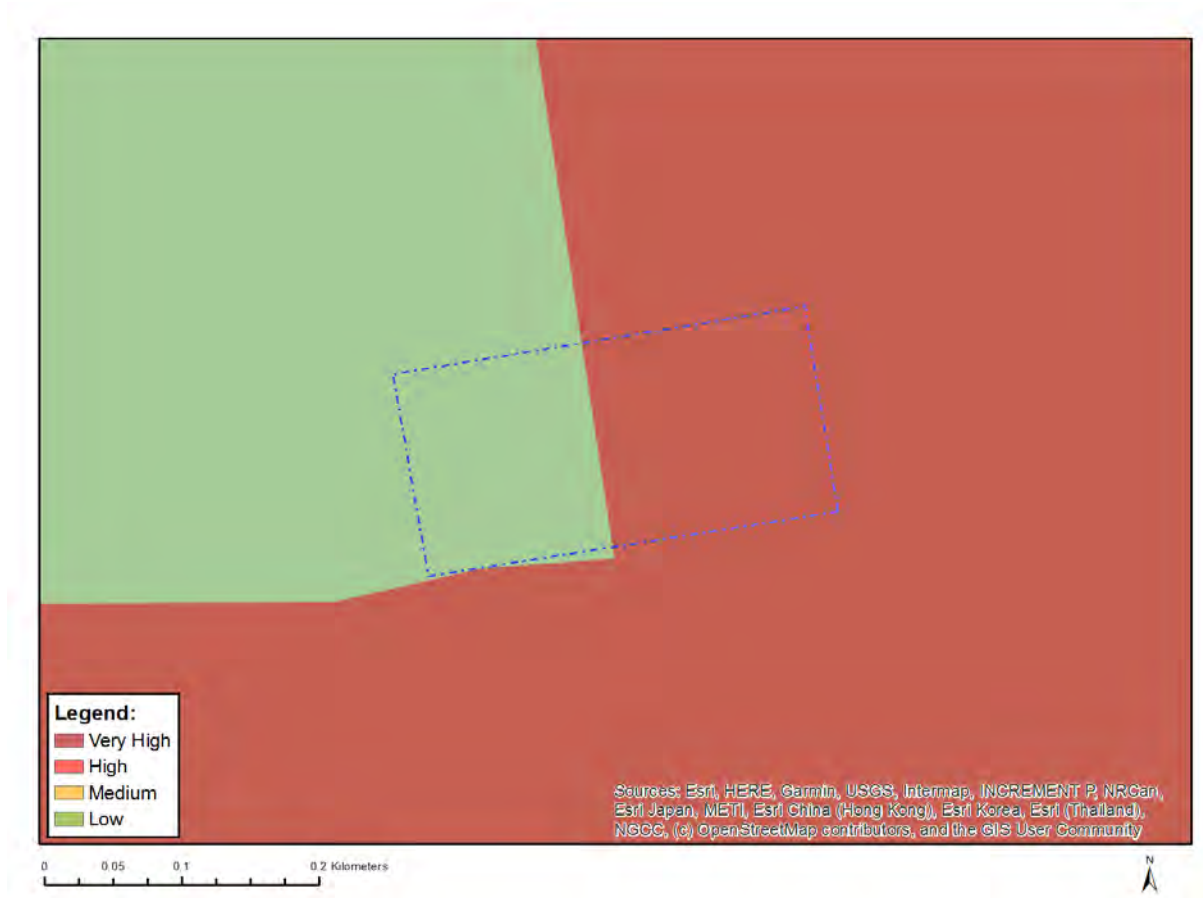 Legend:
Very High
High
Medium
Low
Sources: Esri, HERE, Garmin, USGS, Intermap, INCREMENT P, NRCan,
Esri Japan, METI, Esri China (Hong Kong), Esri Korea, Esri (Thailand),
NGCC, (c) OpenStreetMap contributors, and the GIS User Community
0 0.05 0.1 0.2 Kilometers
N